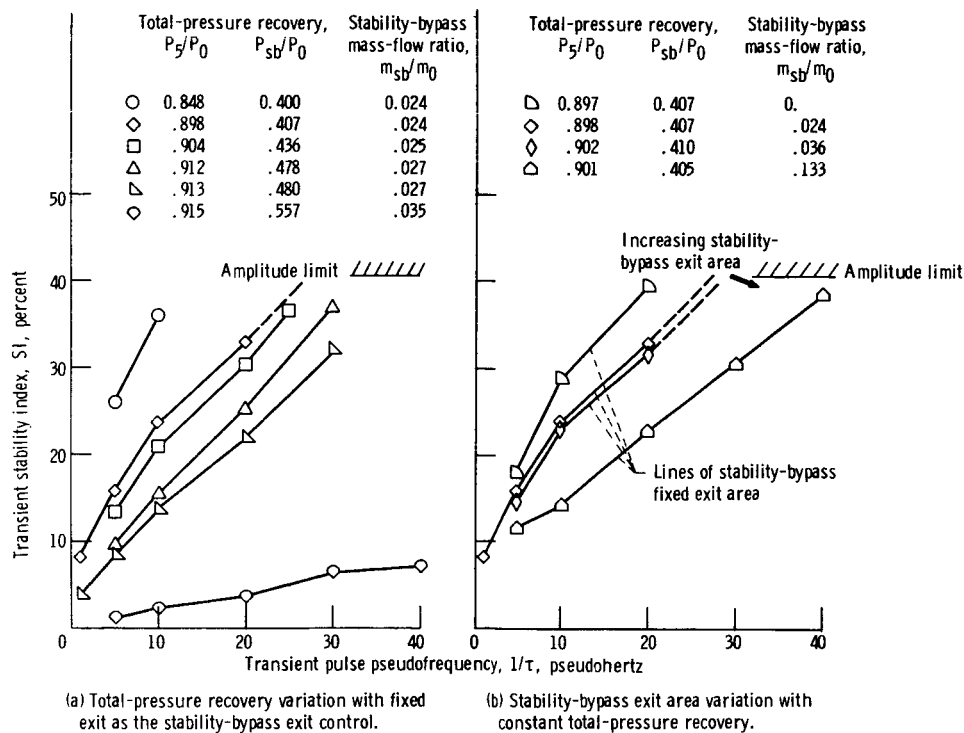 Total-pressure recovery, Stability-bypass
P5/P0 Psb/P0 mass-flow ratio,
msb/m0
0.848 0.400 0.024
.898 .407 .024
.904 .436 .025
.912 .478 .027
.913 .480 .027
.915 .557 .035
Amplitude limit
50
40
30
20
10
0
10
20
30
40
Transient stability index, SI, percent
Total-pressure recovery, Stability-bypass
P5/P0 Psb/P0 mass-flow ratio,
msb/m0
0.897 0.407 0.
.898 .407 .024
.902 .410 .036
.901 .405 .133
Increasing stability-
bypass exit area
Amplitude limit
Lines of stability-bypass
fixed exit area
0
10
20
30
40
Transient pulse pseudofrequency, 1/τ, pseudohertz
(a) Total-pressure recovery variation with fixed
exit as the stability-bypass exit control.
(b) Stability-bypass exit area variation with
constant total-pressure recovery.